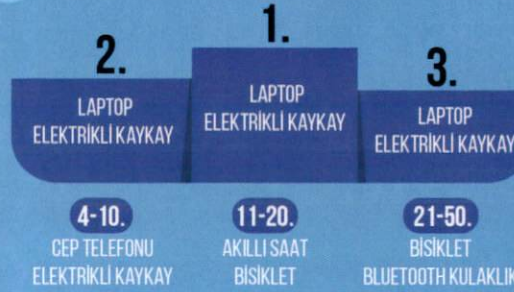 2.
1.
3.
LAPTOP
ELEKTRİKLİ KAYKAY
LAPTOP
ELEKTRİKLİ KAYKAY
LAPTOP
ELEKTRİKLİ KAYKAY
4-10.
11-20.
21-50.
CEP TELEFONU
ELEKTRİKLİ KAYKAY
AKILLI SAAT
BİSİKLET
BİSİKLET
BLUETOOTH KULAKLIK